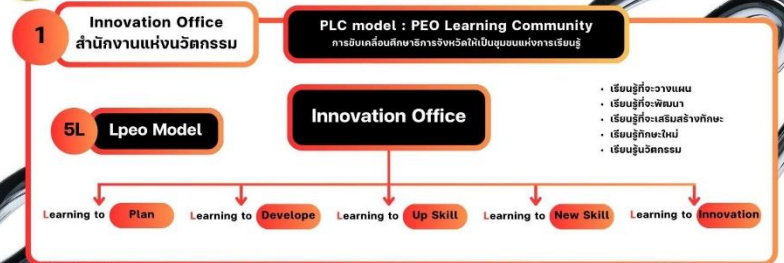 1
Innovation Office
สำนักงานแห่งนวัตกรรม
PLC model : PEO Learning Community
การขับเคลื่อนศึกษาธิการจังหวัดให้เป็นชุมชนแห่งการเรียนรู้
5L
Lpeo Model
Innovation Office
• เรียนรู้ที่จะวางแผน
• เรียนรู้ที่จะพัฒนา
• เรียนรู้ที่จะเสริมสร้างทักษะ
• เรียนรู้ทักษะใหม่
• เรียนรู้นวัตกรรม
Learning to Plan
Learning to Develope
Learning to Up Skill
Learning to New Skill
Learning to Innovation